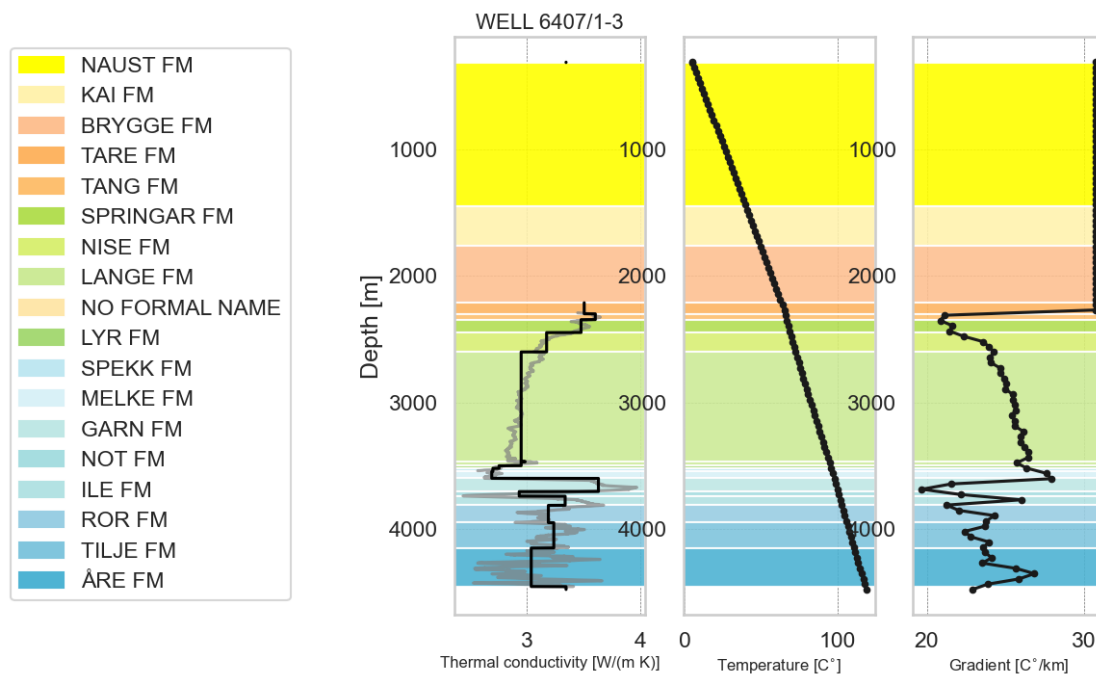 WELL 6407/1-3
NAUST FM
KAI FM
BRYGGE FM
TARE FM
TANG FM
SPRINGAR FM
NISE FM
LANGE FM
NO FORMAL NAME
LYR FM
SPEKK FM
MELKE FM
GARN FM
NOT FM
ILE FM
ROR FM
TILJE FM
ÅRE FM
Depth [m]
1000
2000
3000
4000
3 4
Thermal conductivity [W/(m K)]
1000
2000
3000
4000
0 100
Temperature [C˚]
1000
2000
3000
4000
20 30
Gradient [C˚/km]